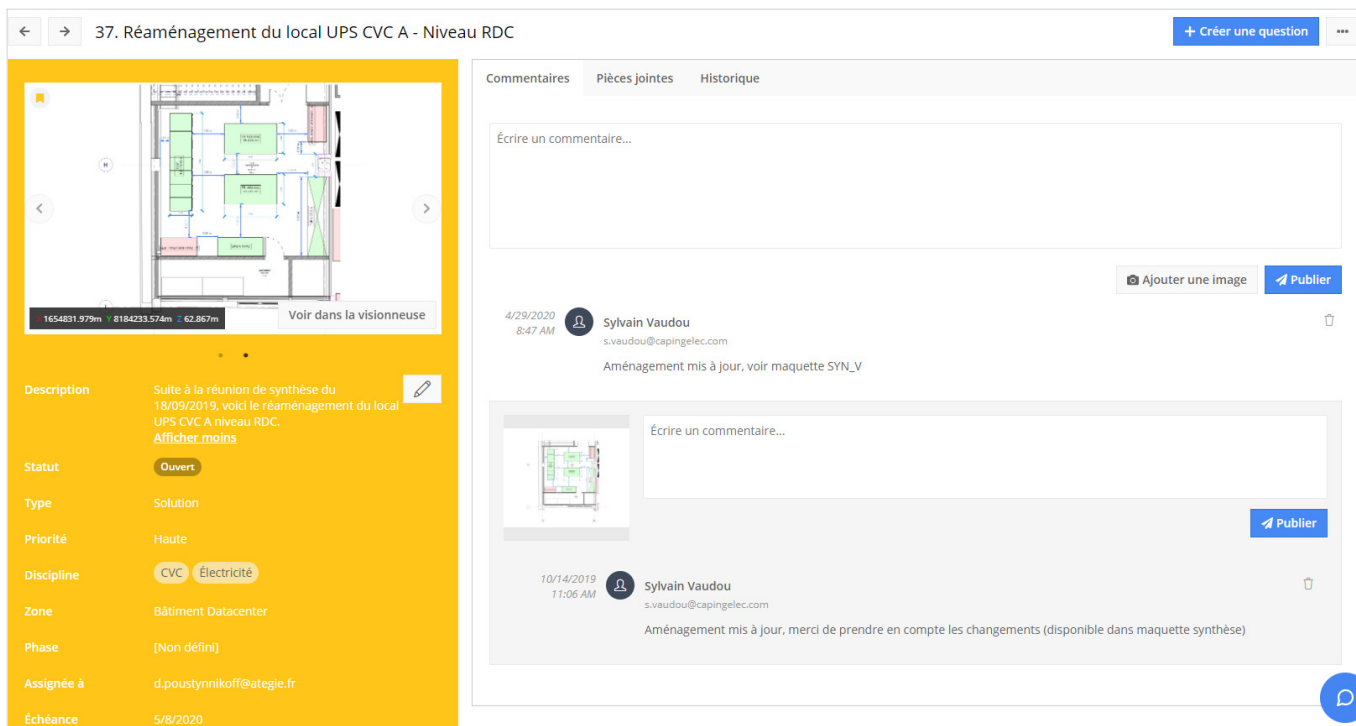 37. Réaménagement du local UPS CVC A - Niveau RDC
+ Créer une question
...
H
X 1654831.979m Y 8184233.574m Z 62.867m
Voir dans la visionneuse
Description
Suite à la réunion de synthèse du
18/09/2019, voici le réaménagement du local
UPS CVC A niveau RDC.
Afficher moins
Statut
Ouvert
Type
Solution
Priorité
Haute
Discipline
CVC Électricité
Zone
Bâtiment Datacenter
Phase
[Non défini]
Assignée à
d.poustynnikoff@ategie.fr
Échéance
5/8/2020
Commentaires
Pièces jointes
Historique
Écrire un commentaire...
Ajouter une image
Publier
4/29/2020
8:47 AM
Sylvain Vaudou
s.vaudou@capingelec.com
Aménagement mis à jour, voir maquette SYN_V
Écrire un commentaire...
Publier
10/14/2019
11:06 AM
Sylvain Vaudou
s.vaudou@capingelec.com
Aménagement mis à jour, merci de prendre en compte les changements (disponible dans maquette synthèse)